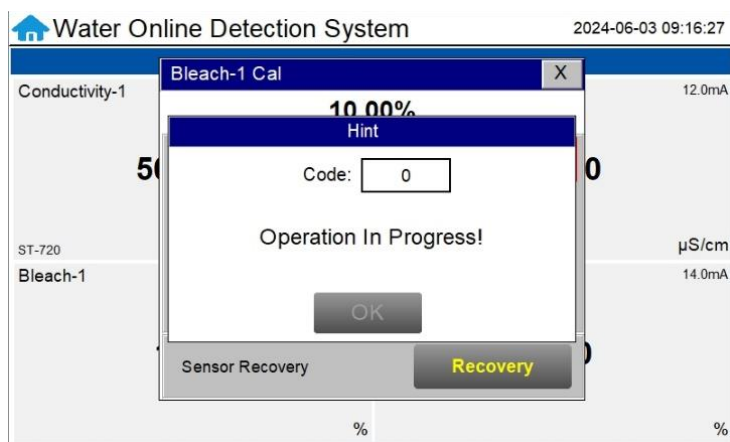 Water Online Detection System
2024-06-03 09:16:27
Bleach-1 Cal
X
Conductivity-1
12.0mA
10.00%
Hint
Code: 0
Operation In Progress!
OK
ST-720
µS/cm
Bleach-1
14.0mA
Sensor Recovery
Recovery
%
%